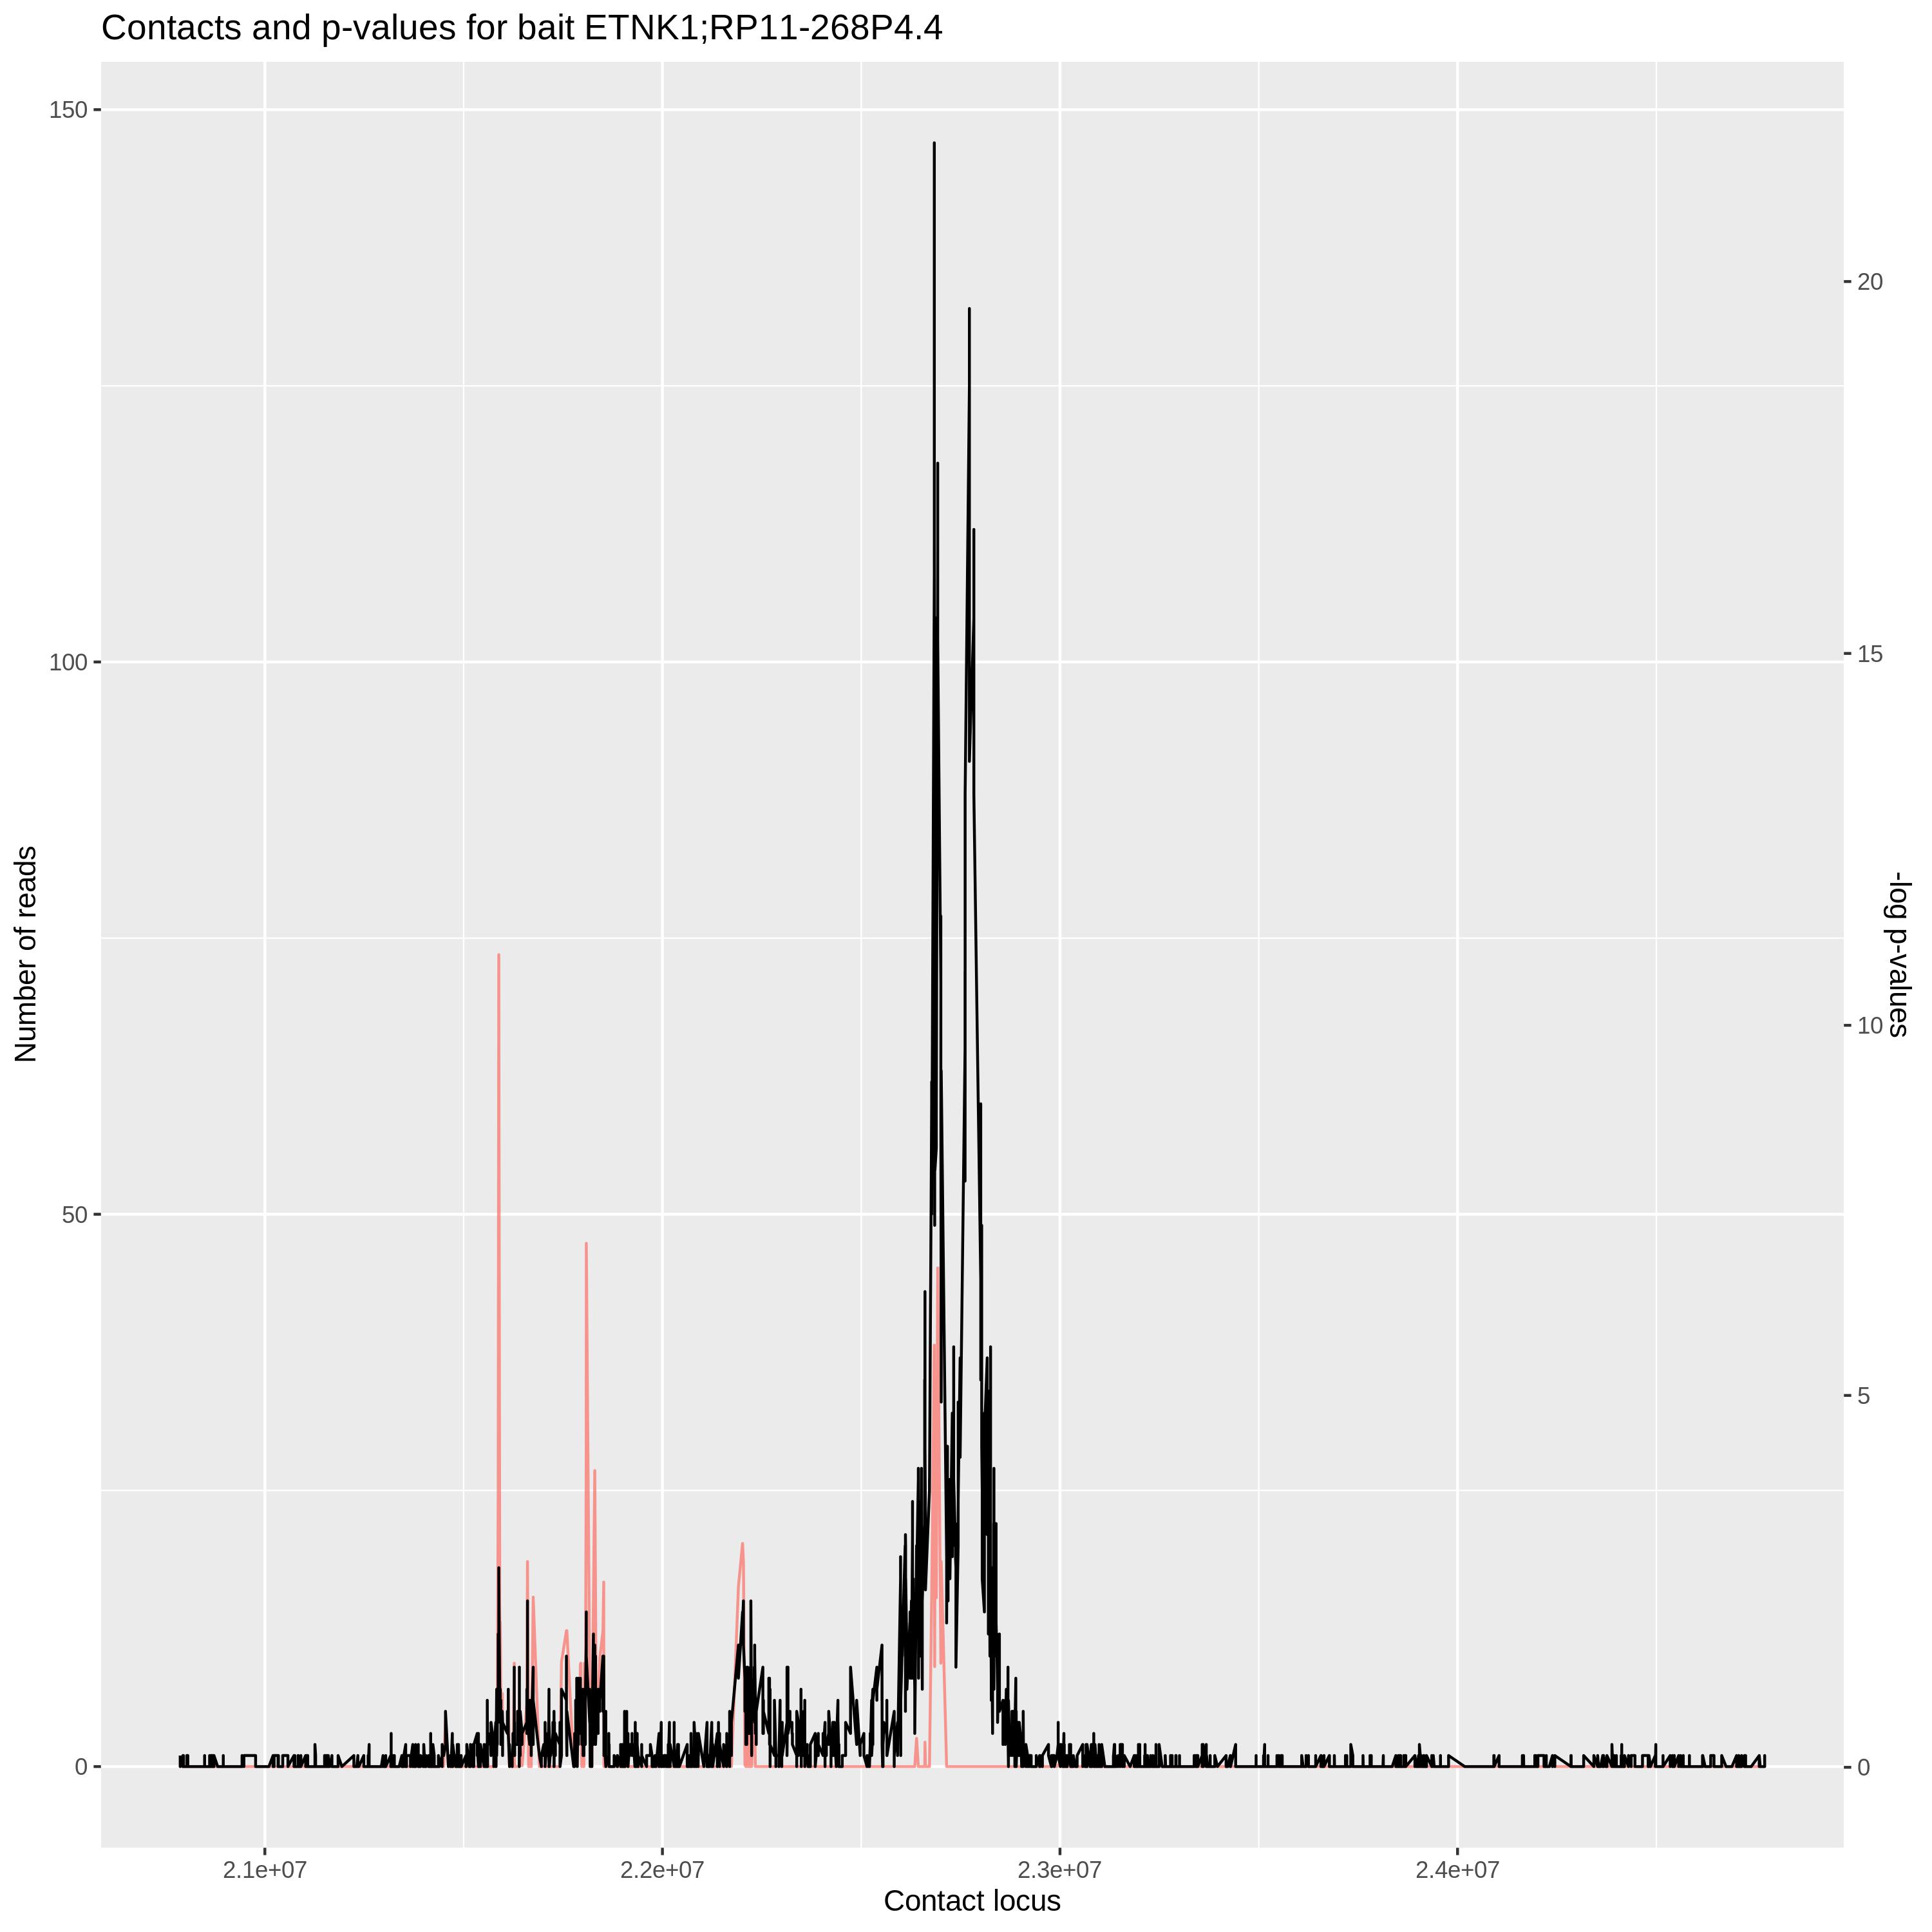 Contacts and p-values for bait ETNK1;RP11-268P4.4
150
100
50
0
Number of reads
20
15
10
5
0
-log p-values
2.1e+07
2.2e+07
2.3e+07
2.4e+07
Contact locus